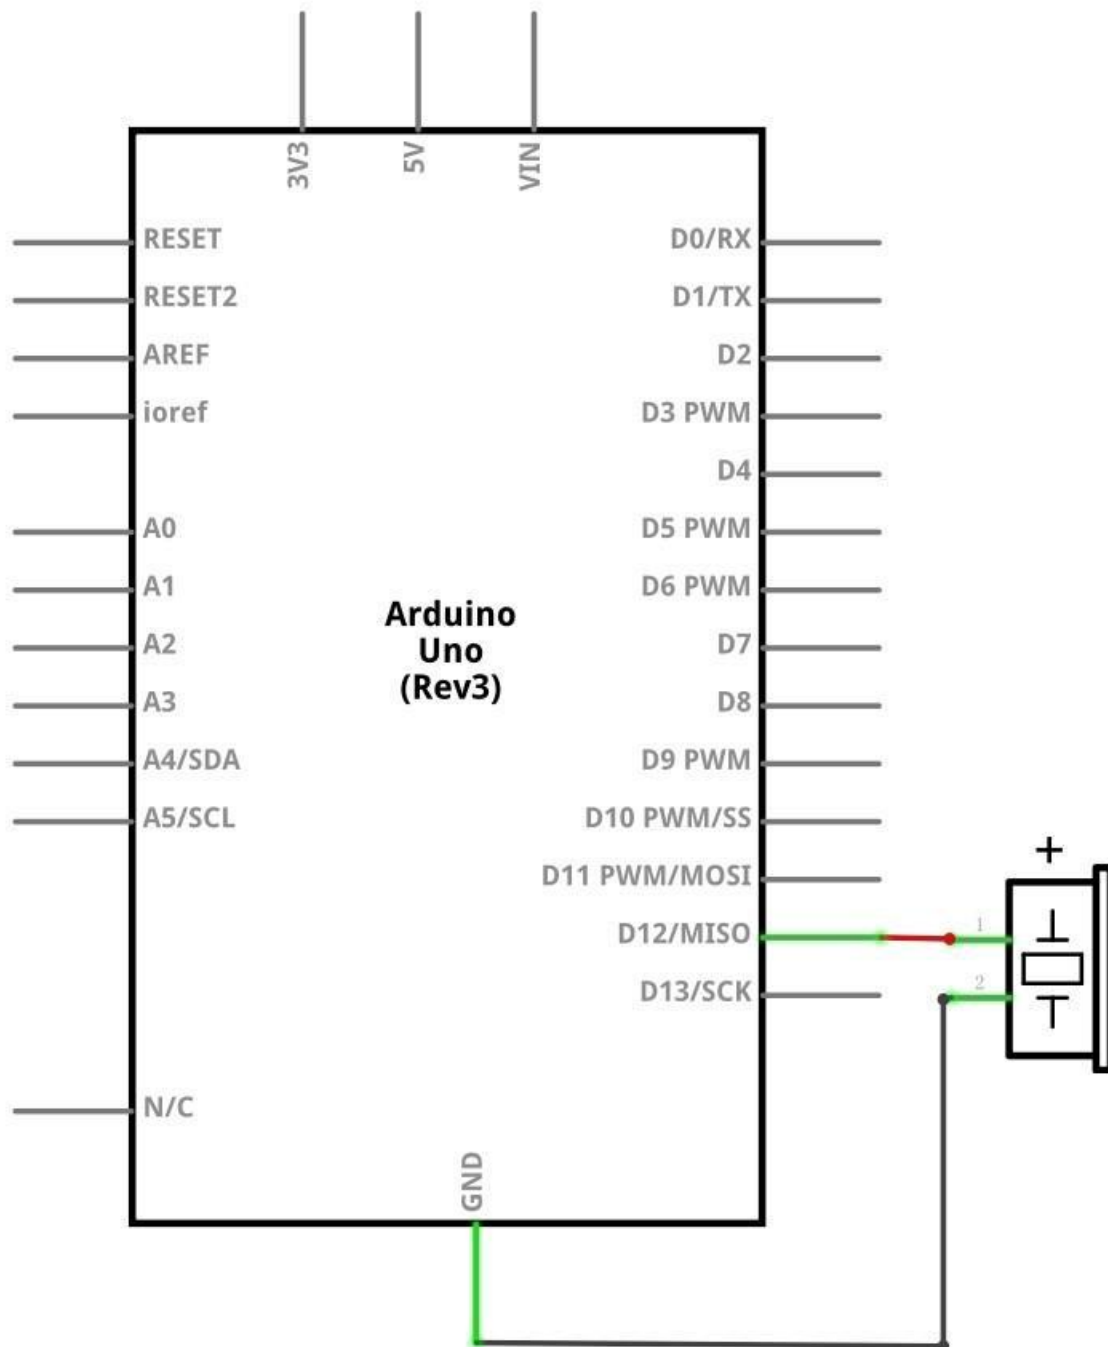 3V3
5V
VIN
RESET
D0/RX
RESET2
D1/TX
AREF
D2
ioref
D3 PWM
D4
A0
D5 PWM
A1
D6 PWM
Arduino
Uno
(Rev3)
A2
D7
A3
D8
A4/SDA
D9 PWM
A5/SCL
D10 PWM/SS
+
D11 PWM/MOSI
D12/MISO
1
D13/SCK
2
N/C
GND